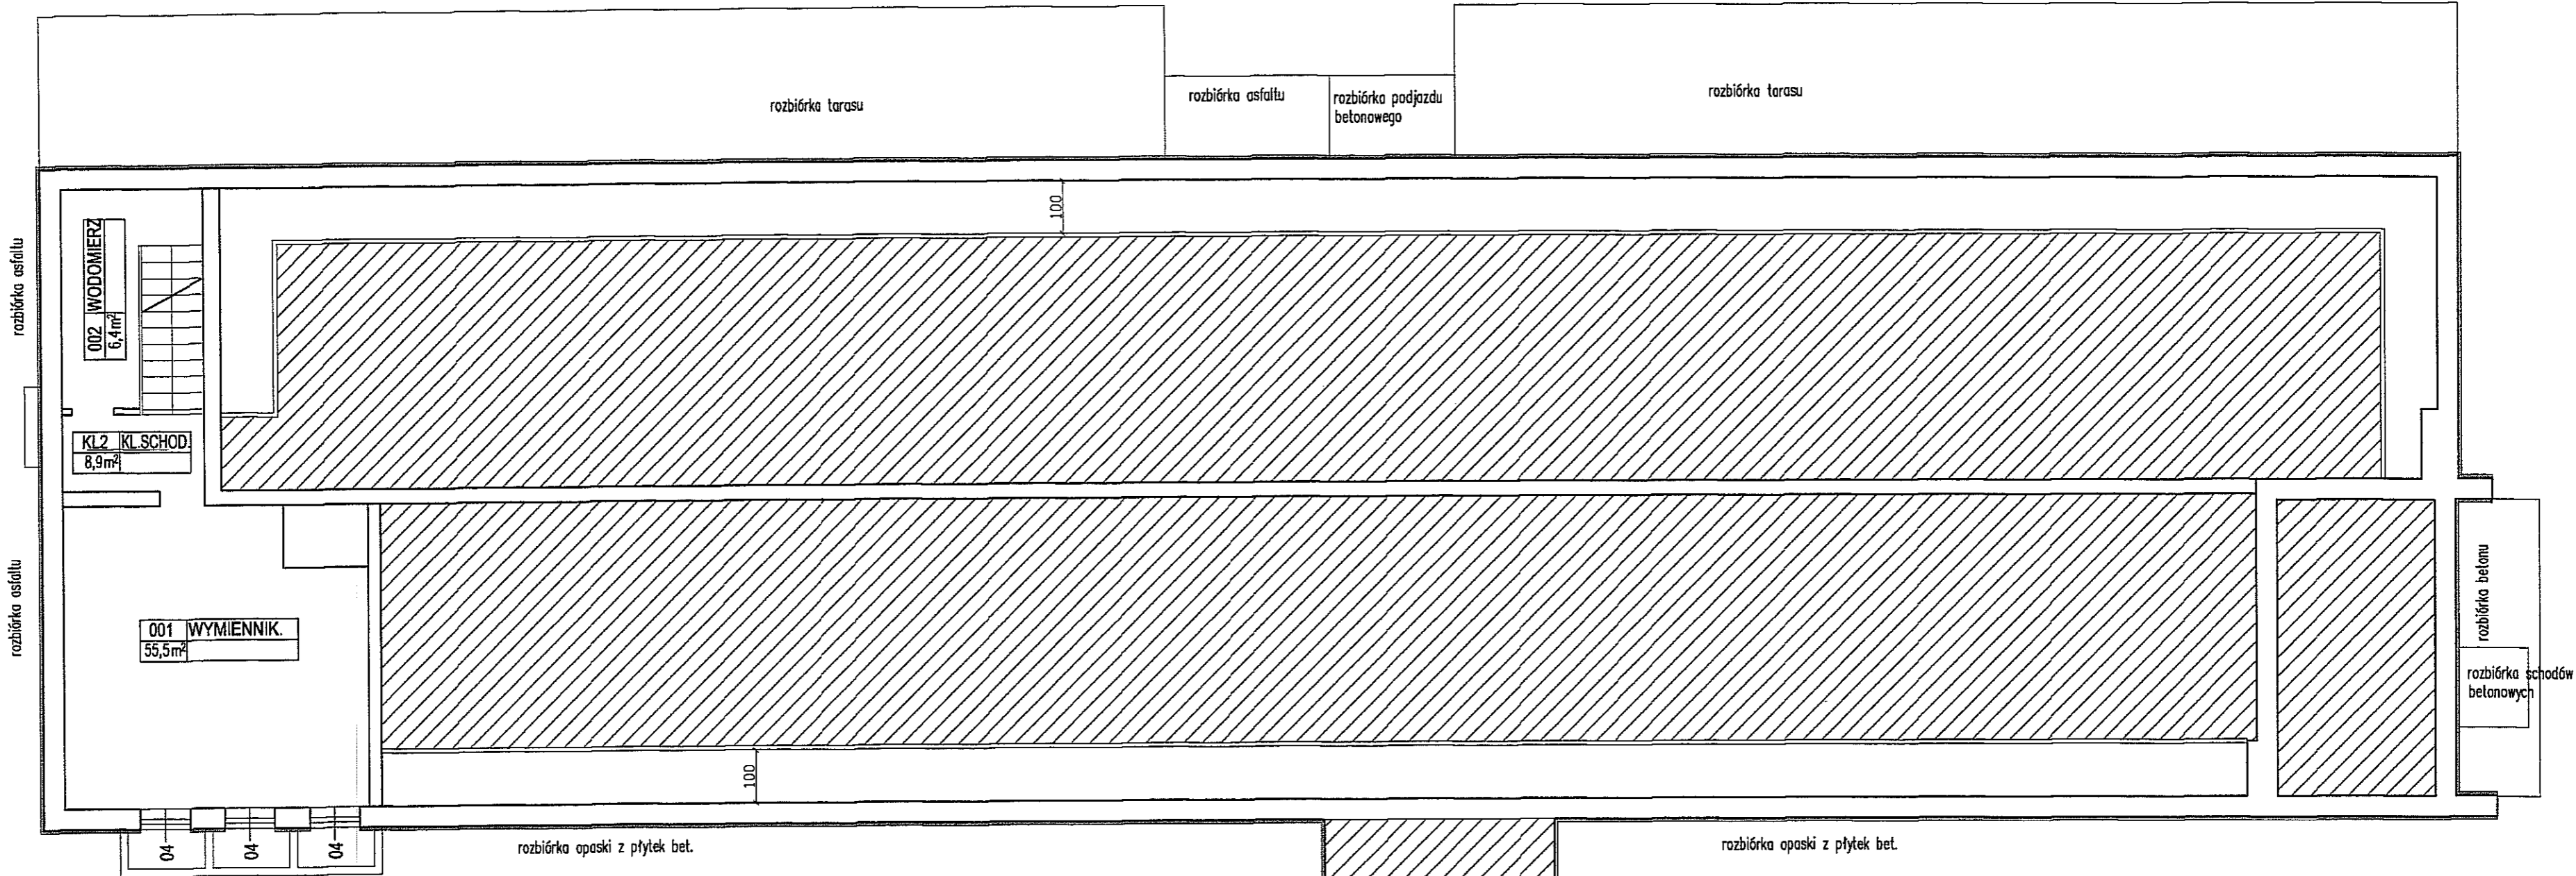 rozbiórka tarasu
rozbiórka asfaltu
rozbiórka podjazdu
betonowego
rozbiórka tarasu
100
rozbiórka asfaltu
002 WODOMIERZ
6,4m²
KL2 KL.SCHOD.
8,9m²
rozbiórka asfaltu
001 WYMIENNIK.
55,5m²
rozbiórka betonu
rozbiórka schodów
betonowych
100
04
04
04
rozbiórka opaski z płytek bet.
rozbiórka opaski z płytek bet.